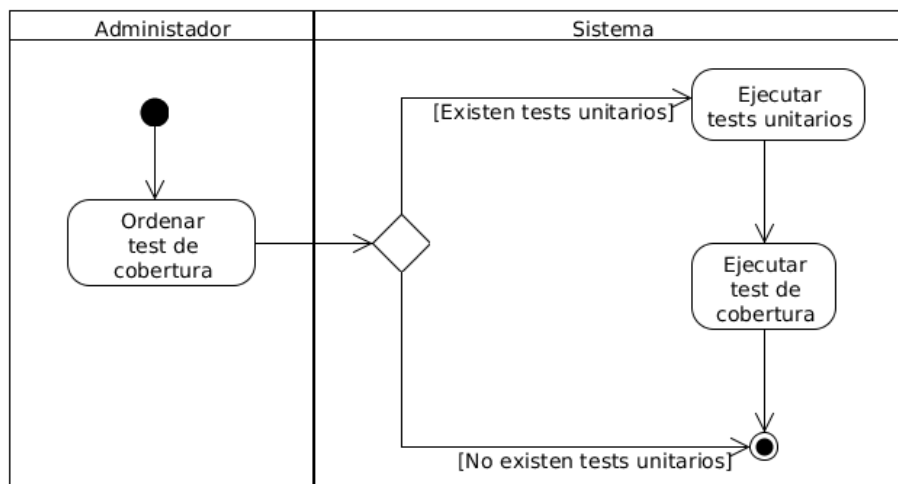 Administador
Sistema
Ordenar
test de
cobertura
[Existen tests unitarios]
Ejecutar
tests unitarios
Ejecutar
test de
cobertura
[No existen tests unitarios]